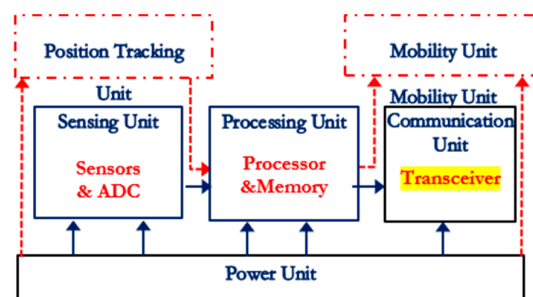 Position Tracking
Unit
Mobility Unit
Mobility Unit
Sensing Unit
Sensors
& ADC
Processing Unit
Processor
&Memory
Communication
Unit
Transceiver
Power Unit